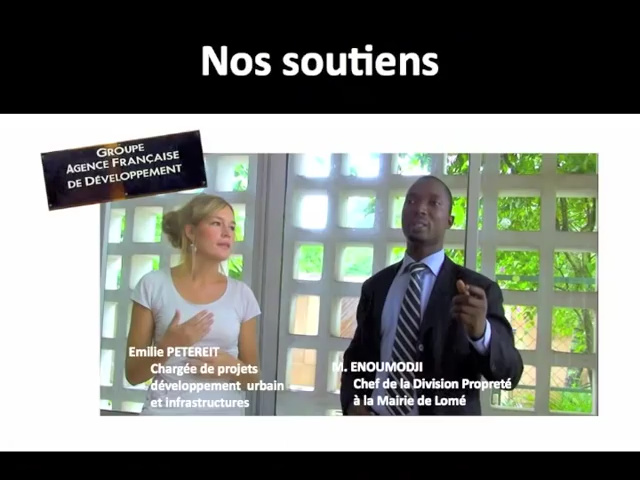 Nos soutiens
GROUPE
AGENCE FRANÇAISE
DE DÉVELOPPEMENT
Emilie PETEREIT
Chargée de projets
développement urbain
et infrastructures
M. ENOUMODJI
Chef de la Division Propreté
à la Mairie de Lomé